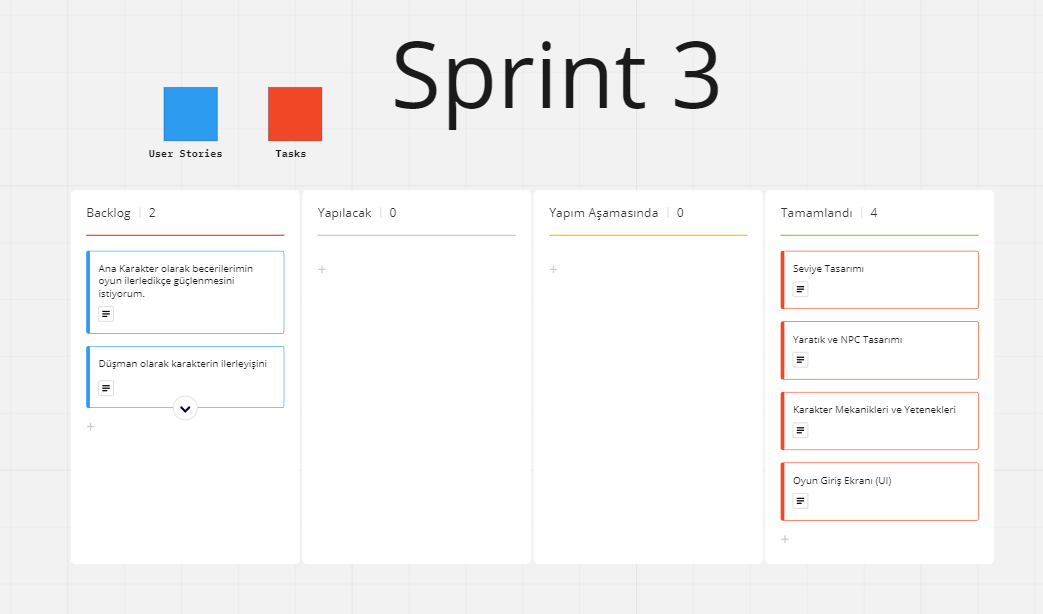 Sprint 3
User Stories
Tasks
Backlog | 2
Ana Karakter olarak becerilerimin
oyun ilerledikçe güçlenmesini
istiyorum.
Düşman olarak karakterin ilerleyişini
Yapılacak | 0
Yapım Aşamasında | 0
Tamamlandı | 4
Seviye Tasarımı
Yaratık ve NPC Tasarımı
Karakter Mekanikleri ve Yetenekleri
Oyun Giriş Ekranı (UI)